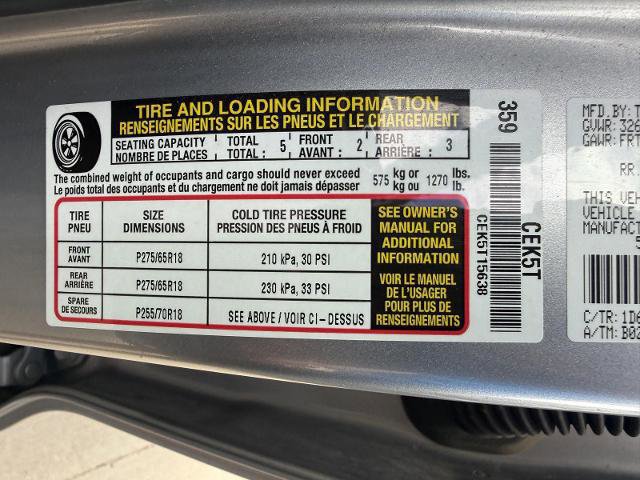 TIRE AND LOADING INFORMATION
RENSEIGNEMENTS SUR LES PNEUS ET LE CHARGEMENT
SEATING CAPACITY TOTAL 5 FRONT 2 REAR 3
NOMBRE DE PLACES TOTAL : AVANT : ARRIÈRE :
The combined weight of occupants and cargo should never exceed 575 kg or 1270 lbs.
Le poids total des occupants et du chargement ne doit jamais dépasser kg ou lb.
TIRE SIZE COLD TIRE PRESSURE
PNEU DIMENSIONS PRESSION DES PNEUS À FROID
FRONT
AVANT P275/65R18 210 kPa, 30 PSI
REAR
ARRIÈRE P275/65R18 230 kPa, 33 PSI
SPARE
DE SECOURS P255/70R18 SEE ABOVE / VOIR CI-DESSUS
SEE OWNER'S
MANUAL FOR
ADDITIONAL
INFORMATION
VOIR LE MANUEL
DE L'USAGER
POUR PLUS DE
RENSEIGNEMENTS
359
CEK5T
CEK5T15638
MFD.BY:T
GVWR:326
GAWR:FRT
RR.
THIS VEH
VEHICLE
MANUFACT
C/TR:1D6
A/TM:B02